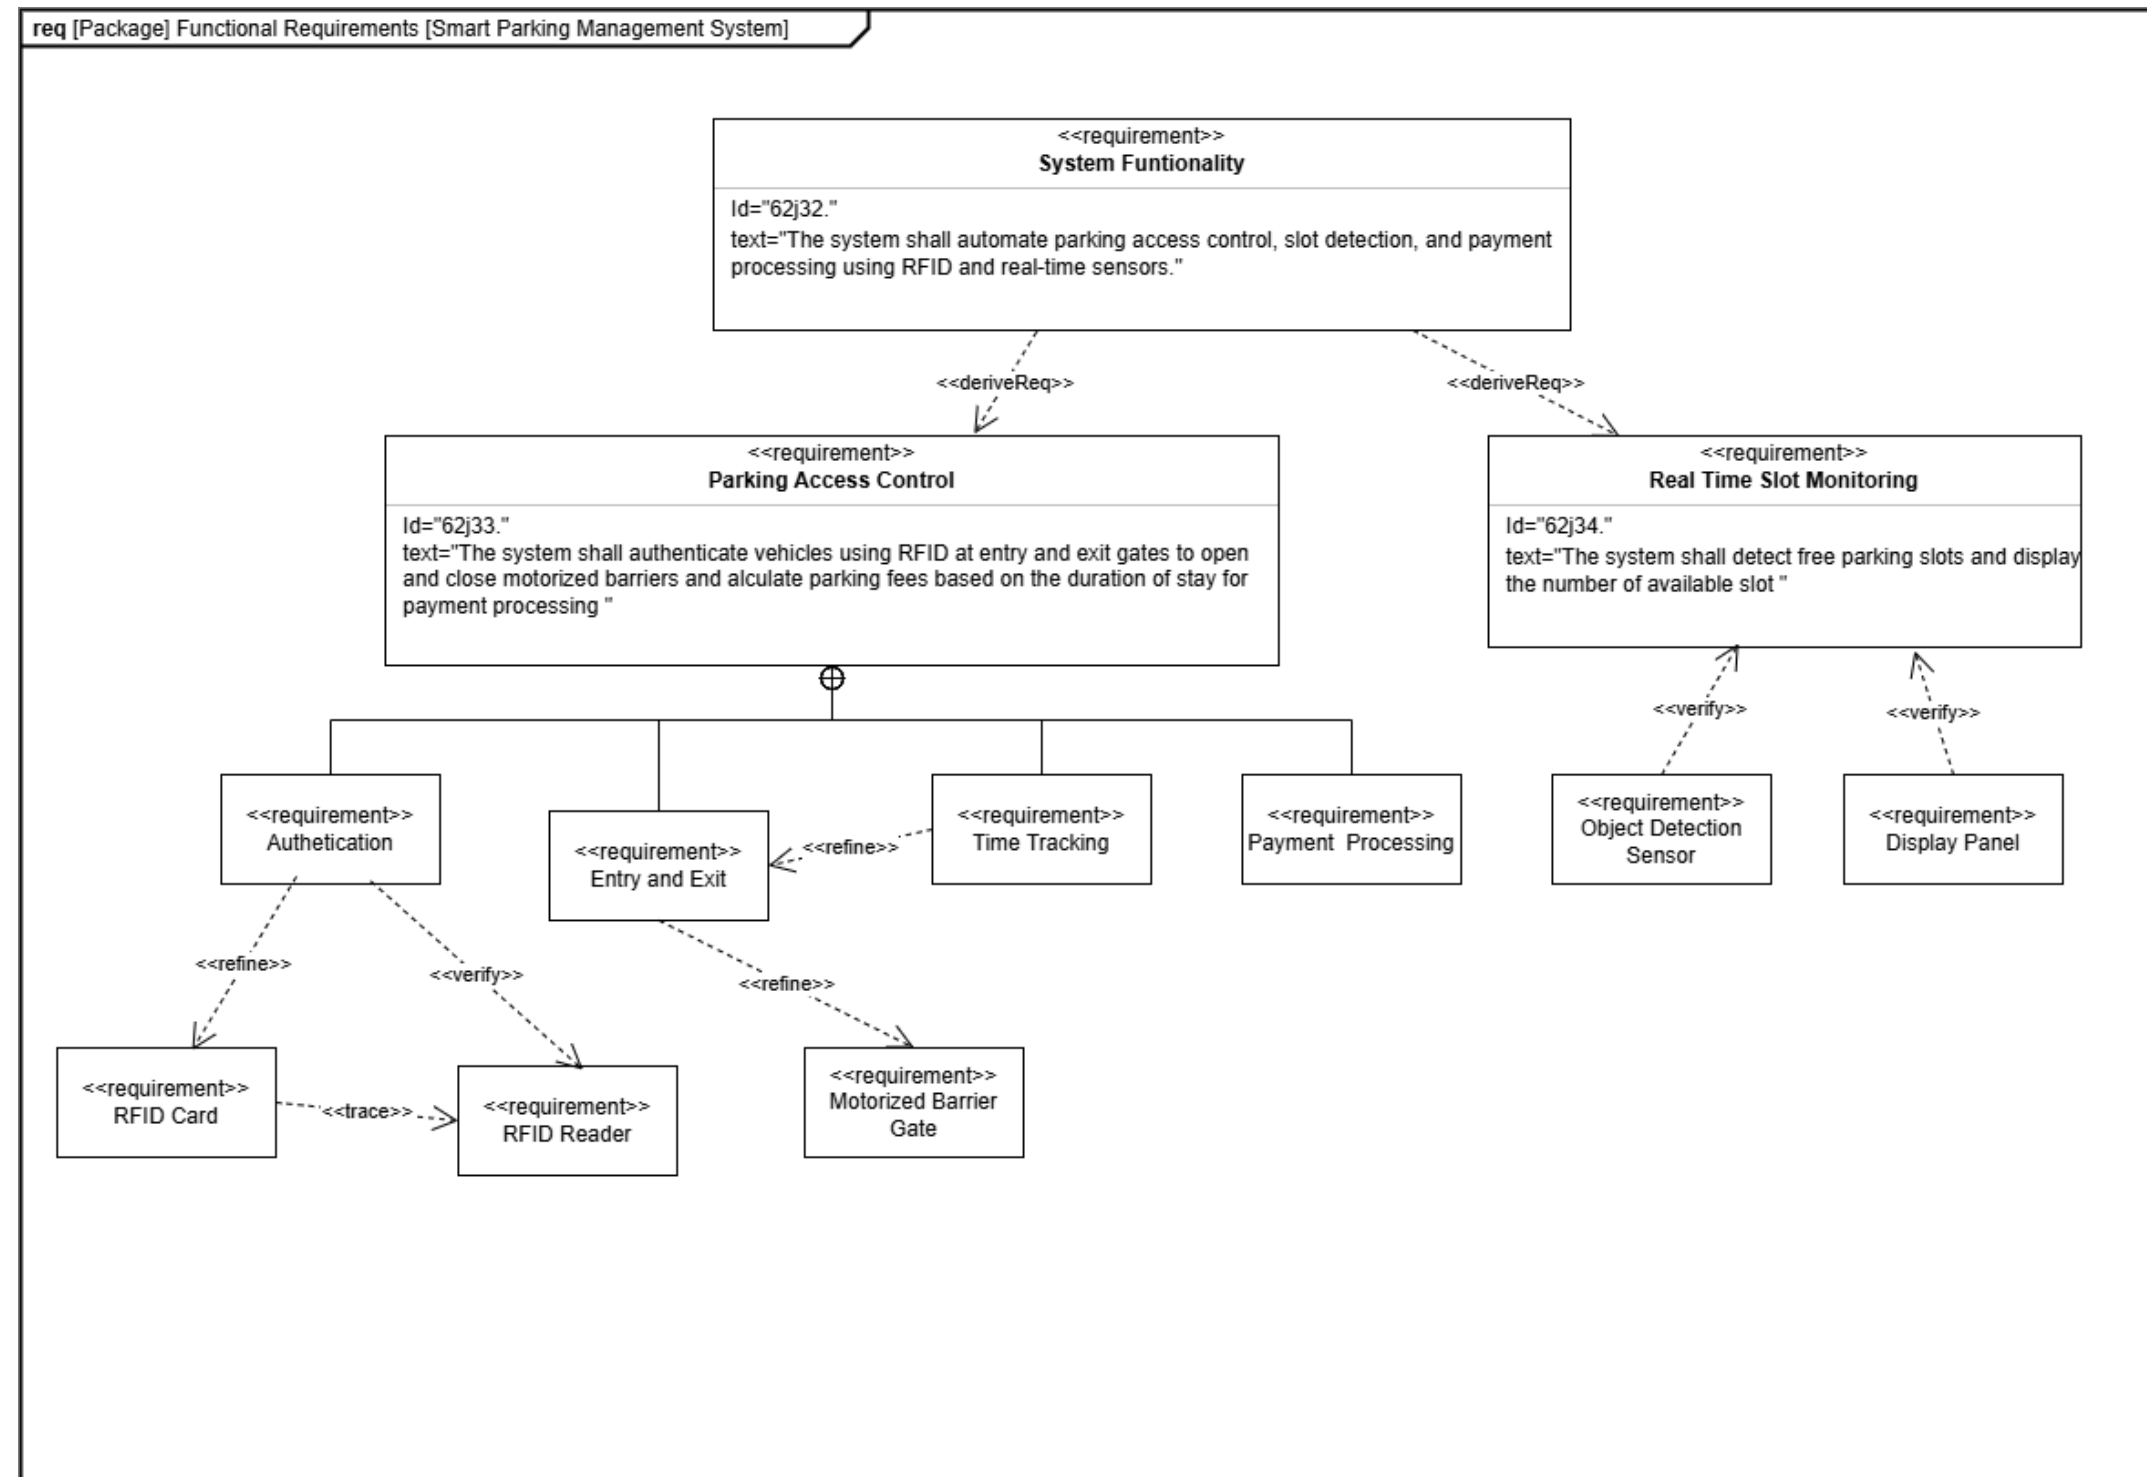 req [Package] Functional Requirements [Smart Parking Management System]
<<requirement>>
System Funtionality
Id="62j32."
text="The system shall automate parking access control, slot detection, and payment
processing using RFID and real-time sensors."
<<deriveReq>>
<<deriveReq>>
<<requirement>>
Parking Access Control
Id="62j33."
text="The system shall authenticate vehicles using RFID at entry and exit gates to open
and close motorized barriers and alculate parking fees based on the duration of stay for
payment processing "
<<requirement>>
Real Time Slot Monitoring
Id="62j34."
text="The system shall detect free parking slots and display
the number of available slot "
<<verify>>
<<verify>>
<<requirement>>
Authetication
<<requirement>>
Entry and Exit
<<refine>>
<<requirement>>
Time Tracking
<<requirement>>
Payment  Processing
<<requirement>>
Object Detection
Sensor
<<requirement>>
Display Panel
<<refine>>
<<verify>>
<<refine>>
<<requirement>>
RFID Card
<<trace>>
<<requirement>>
RFID Reader
<<requirement>>
Motorized Barrier
Gate